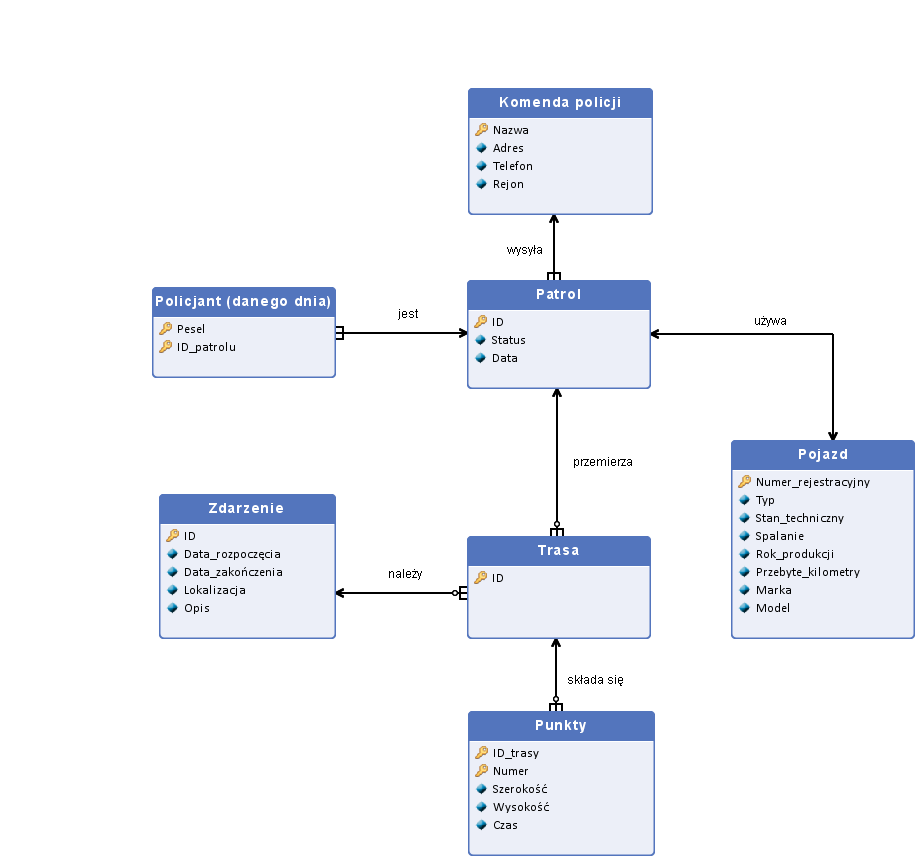 Komenda policji
Nazwa
Adres
Telefon
Rejon
wysyła
Policjant (danego dnia)
Pesel
ID_patrolu
jest
Patrol
ID
Status
Data
używa
przemierza
Pojazd
Numer_rejestracyjny
Typ
Stan_techniczny
Spalanie
Rok_produkcji
Przebyte_kilometry
Marka
Model
Zdarzenie
ID
Data_rozpoczęcia
Data_zakończenia
Lokalizacja
Opis
należy
Trasa
ID
składa się
Punkty
ID_trasy
Numer
Szerokość
Wysokość
Czas